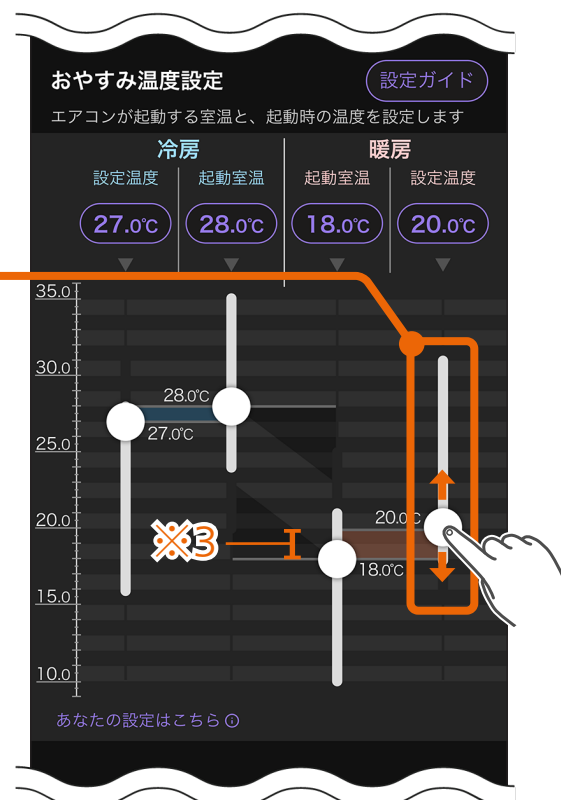 おやすみ温度設定
設定ガイド
エアコンが起動する室温と、起動時の温度を設定します
冷房
暖房
設定温度
起動室温
起動室温
設定温度
27.0℃
28.0℃
18.0℃
20.0℃
35.0
30.0
28.0℃
27.0℃
25.0
20.0
20.0℃
※3
18.0℃
15.0
10.0
あなたの設定はこちら